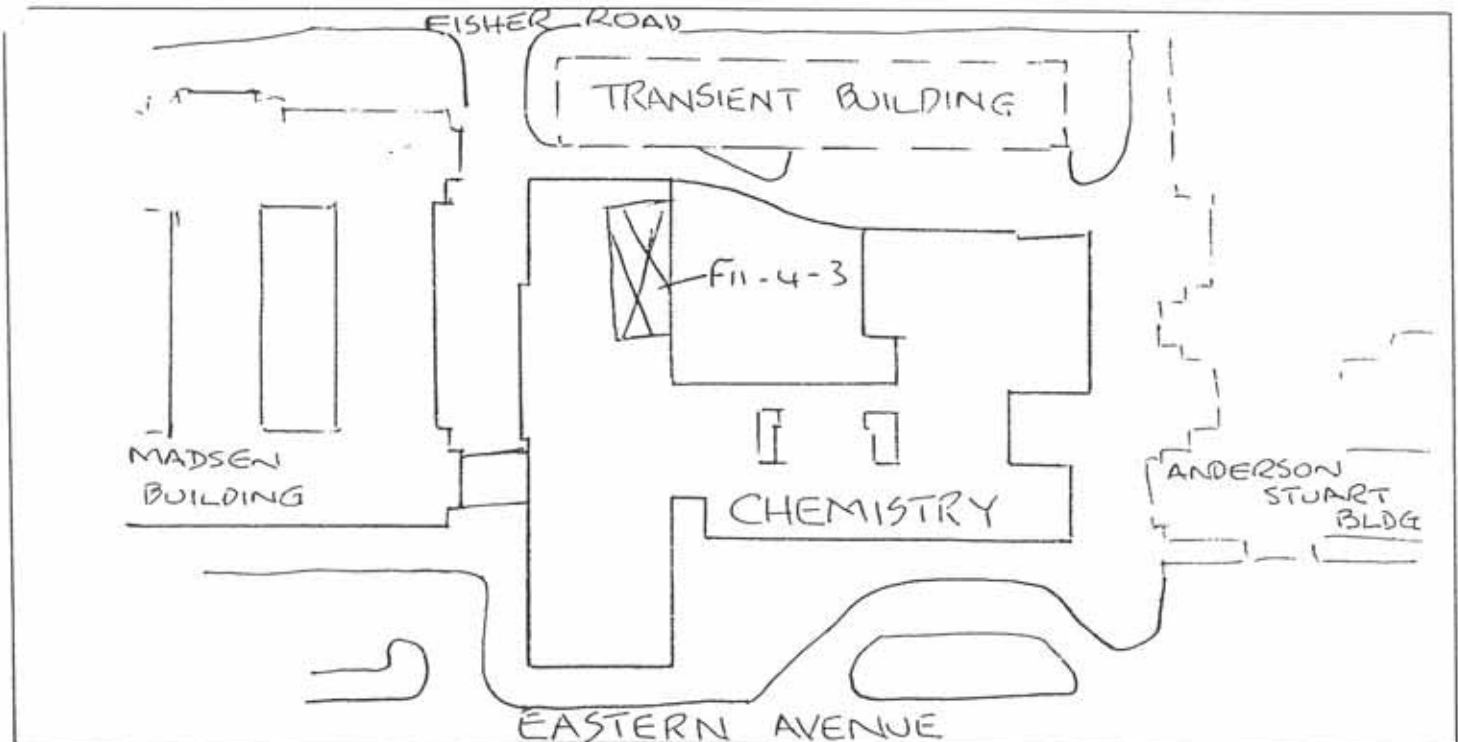 FISHER ROAD
TRANSIENT BUILDING
F11-4-3
MADSEN
BUILDING
CHEMISTRY
ANDERSON
STUART
BLDG
EASTERN AVENUE